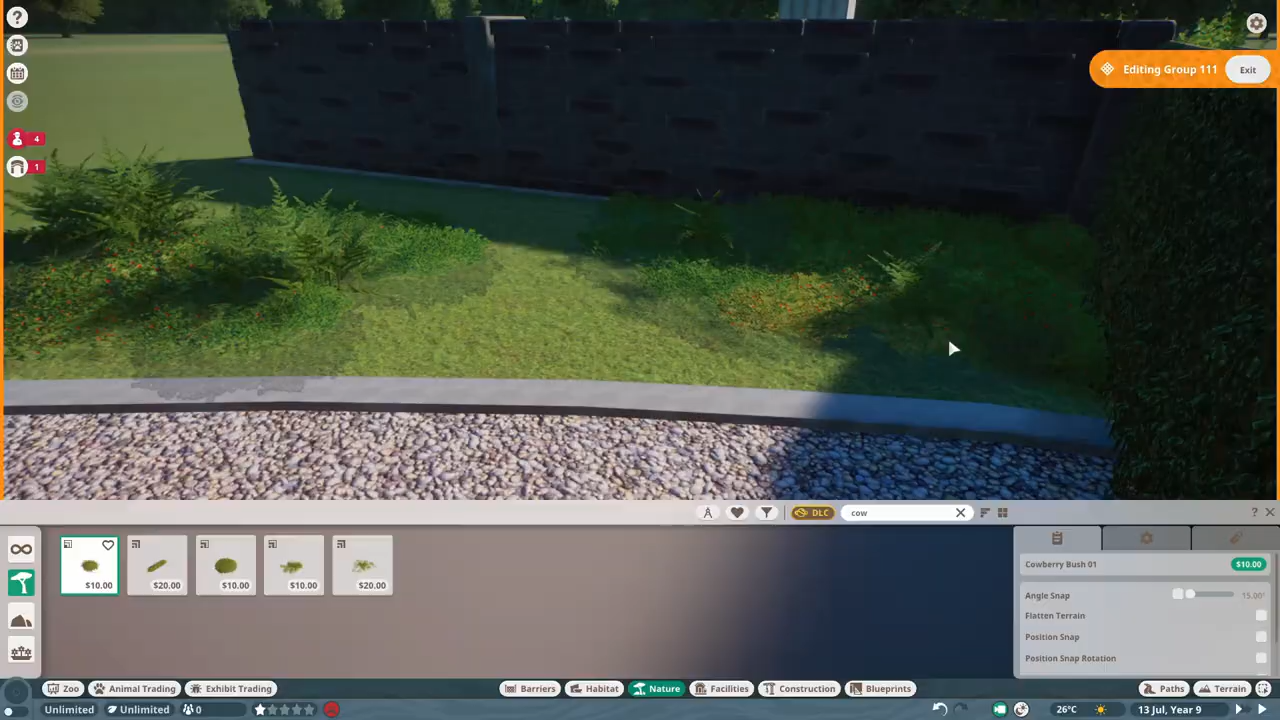 ?
Editing Group 111 Exit
4
1
DLC cow ?
$10.00 $20.00 $10.00 $10.00 $20.00
Cowberry Bush 01 $10.00
Angle Snap 15.00°
Flatten Terrain
Position Snap
Position Snap Rotation
Zoo Animal Trading Exhibit Trading Barriers Habitat Nature Facilities Construction Blueprints Paths Terrain
Unlimited Unlimited 0 26°C 13 Jul, Year 9